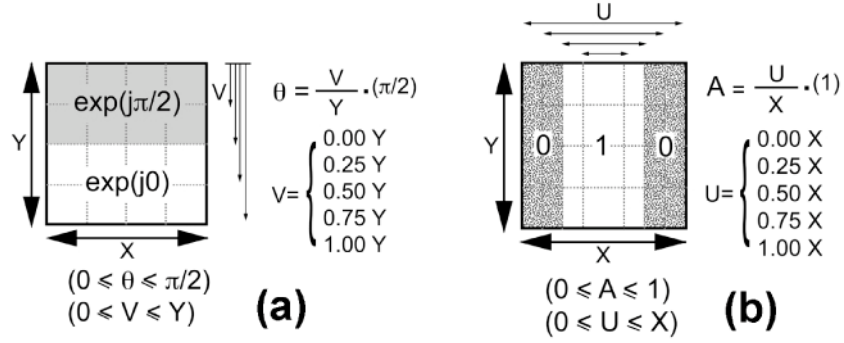 exp(jπ/2)
exp(j0)
Y
X
V
θ = V/Y ·(π/2)
V= {
0.00 Y
0.25 Y
0.50 Y
0.75 Y
1.00 Y
(0 ⩽ θ ⩽ π/2)
(0 ⩽ V ⩽ Y)
(a)
U
Y
0 1 0
X
A = U/X ·(1)
U= {
0.00 X
0.25 X
0.50 X
0.75 X
1.00 X
(0 ⩽ A ⩽ 1)
(0 ⩽ U ⩽ X)
(b)